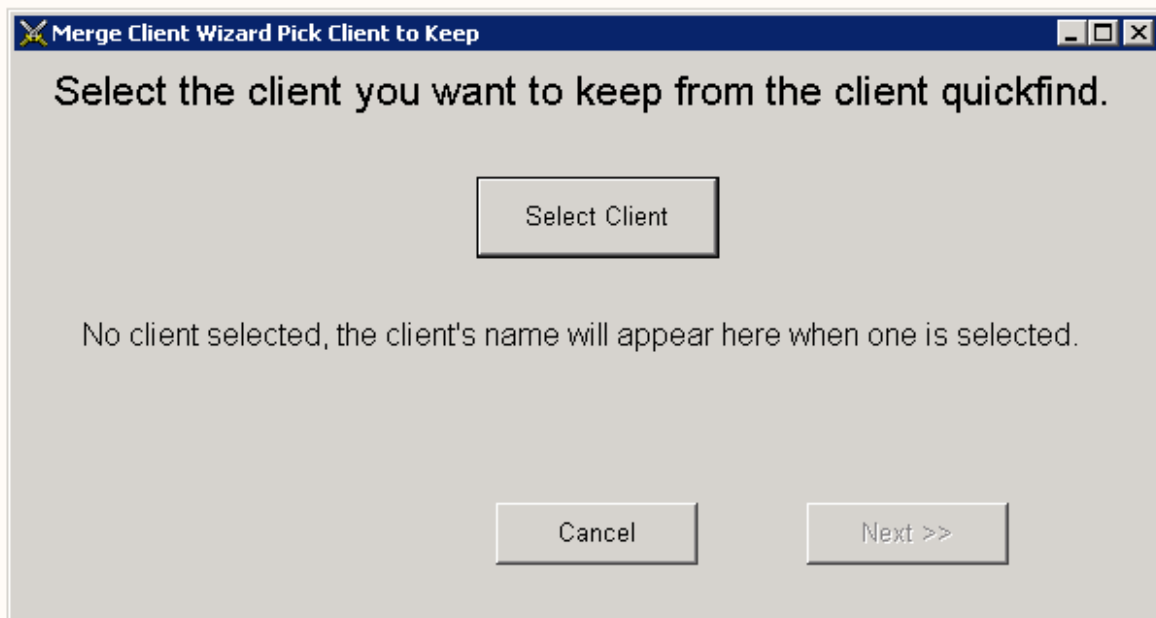 Merge Client Wizard Pick Client to Keep
Select the client you want to keep from the client quickfind.
Select Client
No client selected, the client's name will appear here when one is selected.
Cancel
Next >>